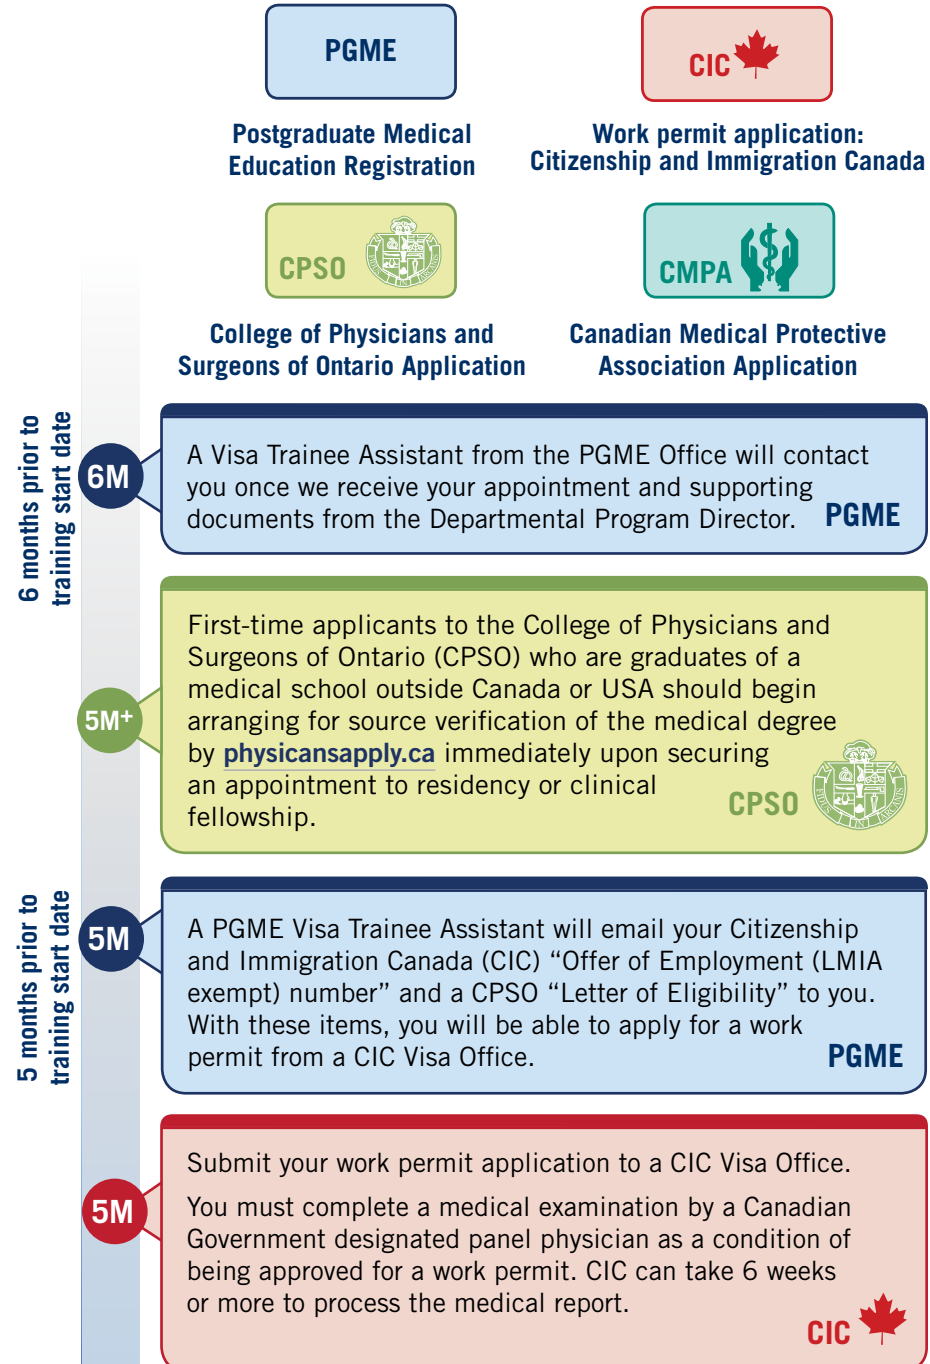 PGME
CIC
Postgraduate Medical
Education Registration
Work permit application:
Citizenship and Immigration Canada
CPSO
CMPA
College of Physicians and
Surgeons of Ontario Application
Canadian Medical Protective
Association Application
6 months prior to
training start date
6M
A Visa Trainee Assistant from the PGME Office will contact
you once we receive your appointment and supporting
documents from the Departmental Program Director.
PGME
5M+
First-time applicants to the College of Physicians and
Surgeons of Ontario (CPSO) who are graduates of a
medical school outside Canada or USA should begin
arranging for source verification of the medical degree
by physicansapply.ca immediately upon securing
an appointment to residency or clinical
fellowship.
CPSO
FIDUS IN ARCANIS
5 months prior to
training start date
5M
A PGME Visa Trainee Assistant will email your Citizenship
and Immigration Canada (CIC) “Offer of Employment (LMIA
exempt) number” and a CPSO “Letter of Eligibility” to you.
With these items, you will be able to apply for a work
permit from a CIC Visa Office.
PGME
5M
Submit your work permit application to a CIC Visa Office.
You must complete a medical examination by a Canadian
Government designated panel physician as a condition of
being approved for a work permit. CIC can take 6 weeks
or more to process the medical report.
CIC